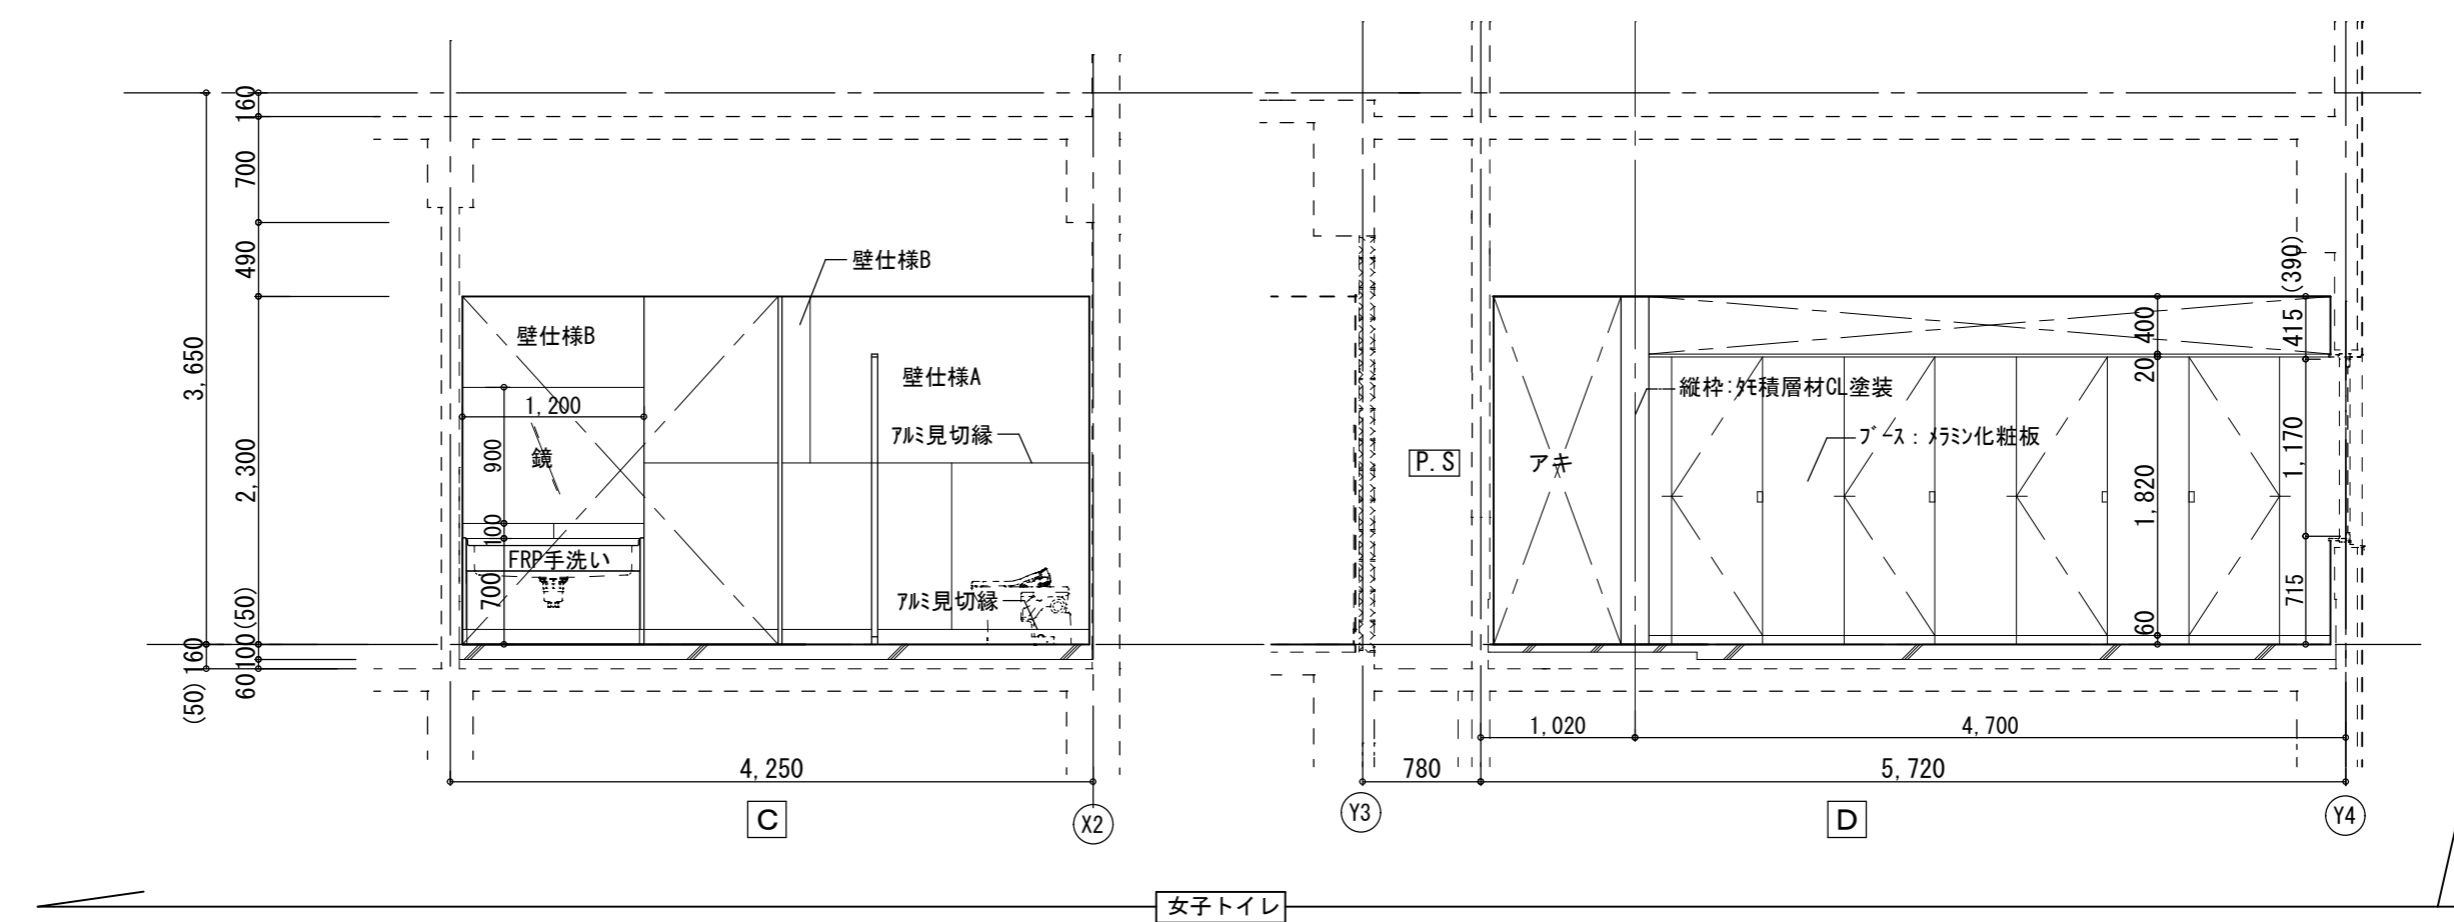 160
700
490
3,650
2,300
(50)
100
160
60
(50)
壁仕様B
壁仕様B
壁仕様A
1,200
900
鏡
アルミ見切縁
100
FRP手洗い
700
アルミ見切縁
4,250
C
X2
P.S
アキ
縦枠:タモ積層材CL塗装
ブース:メラミン化粧板
400
20
1,820
60
(390)
415
1,170
715
1,020
4,700
780
5,720
Y3
D
Y4
女子トイレ